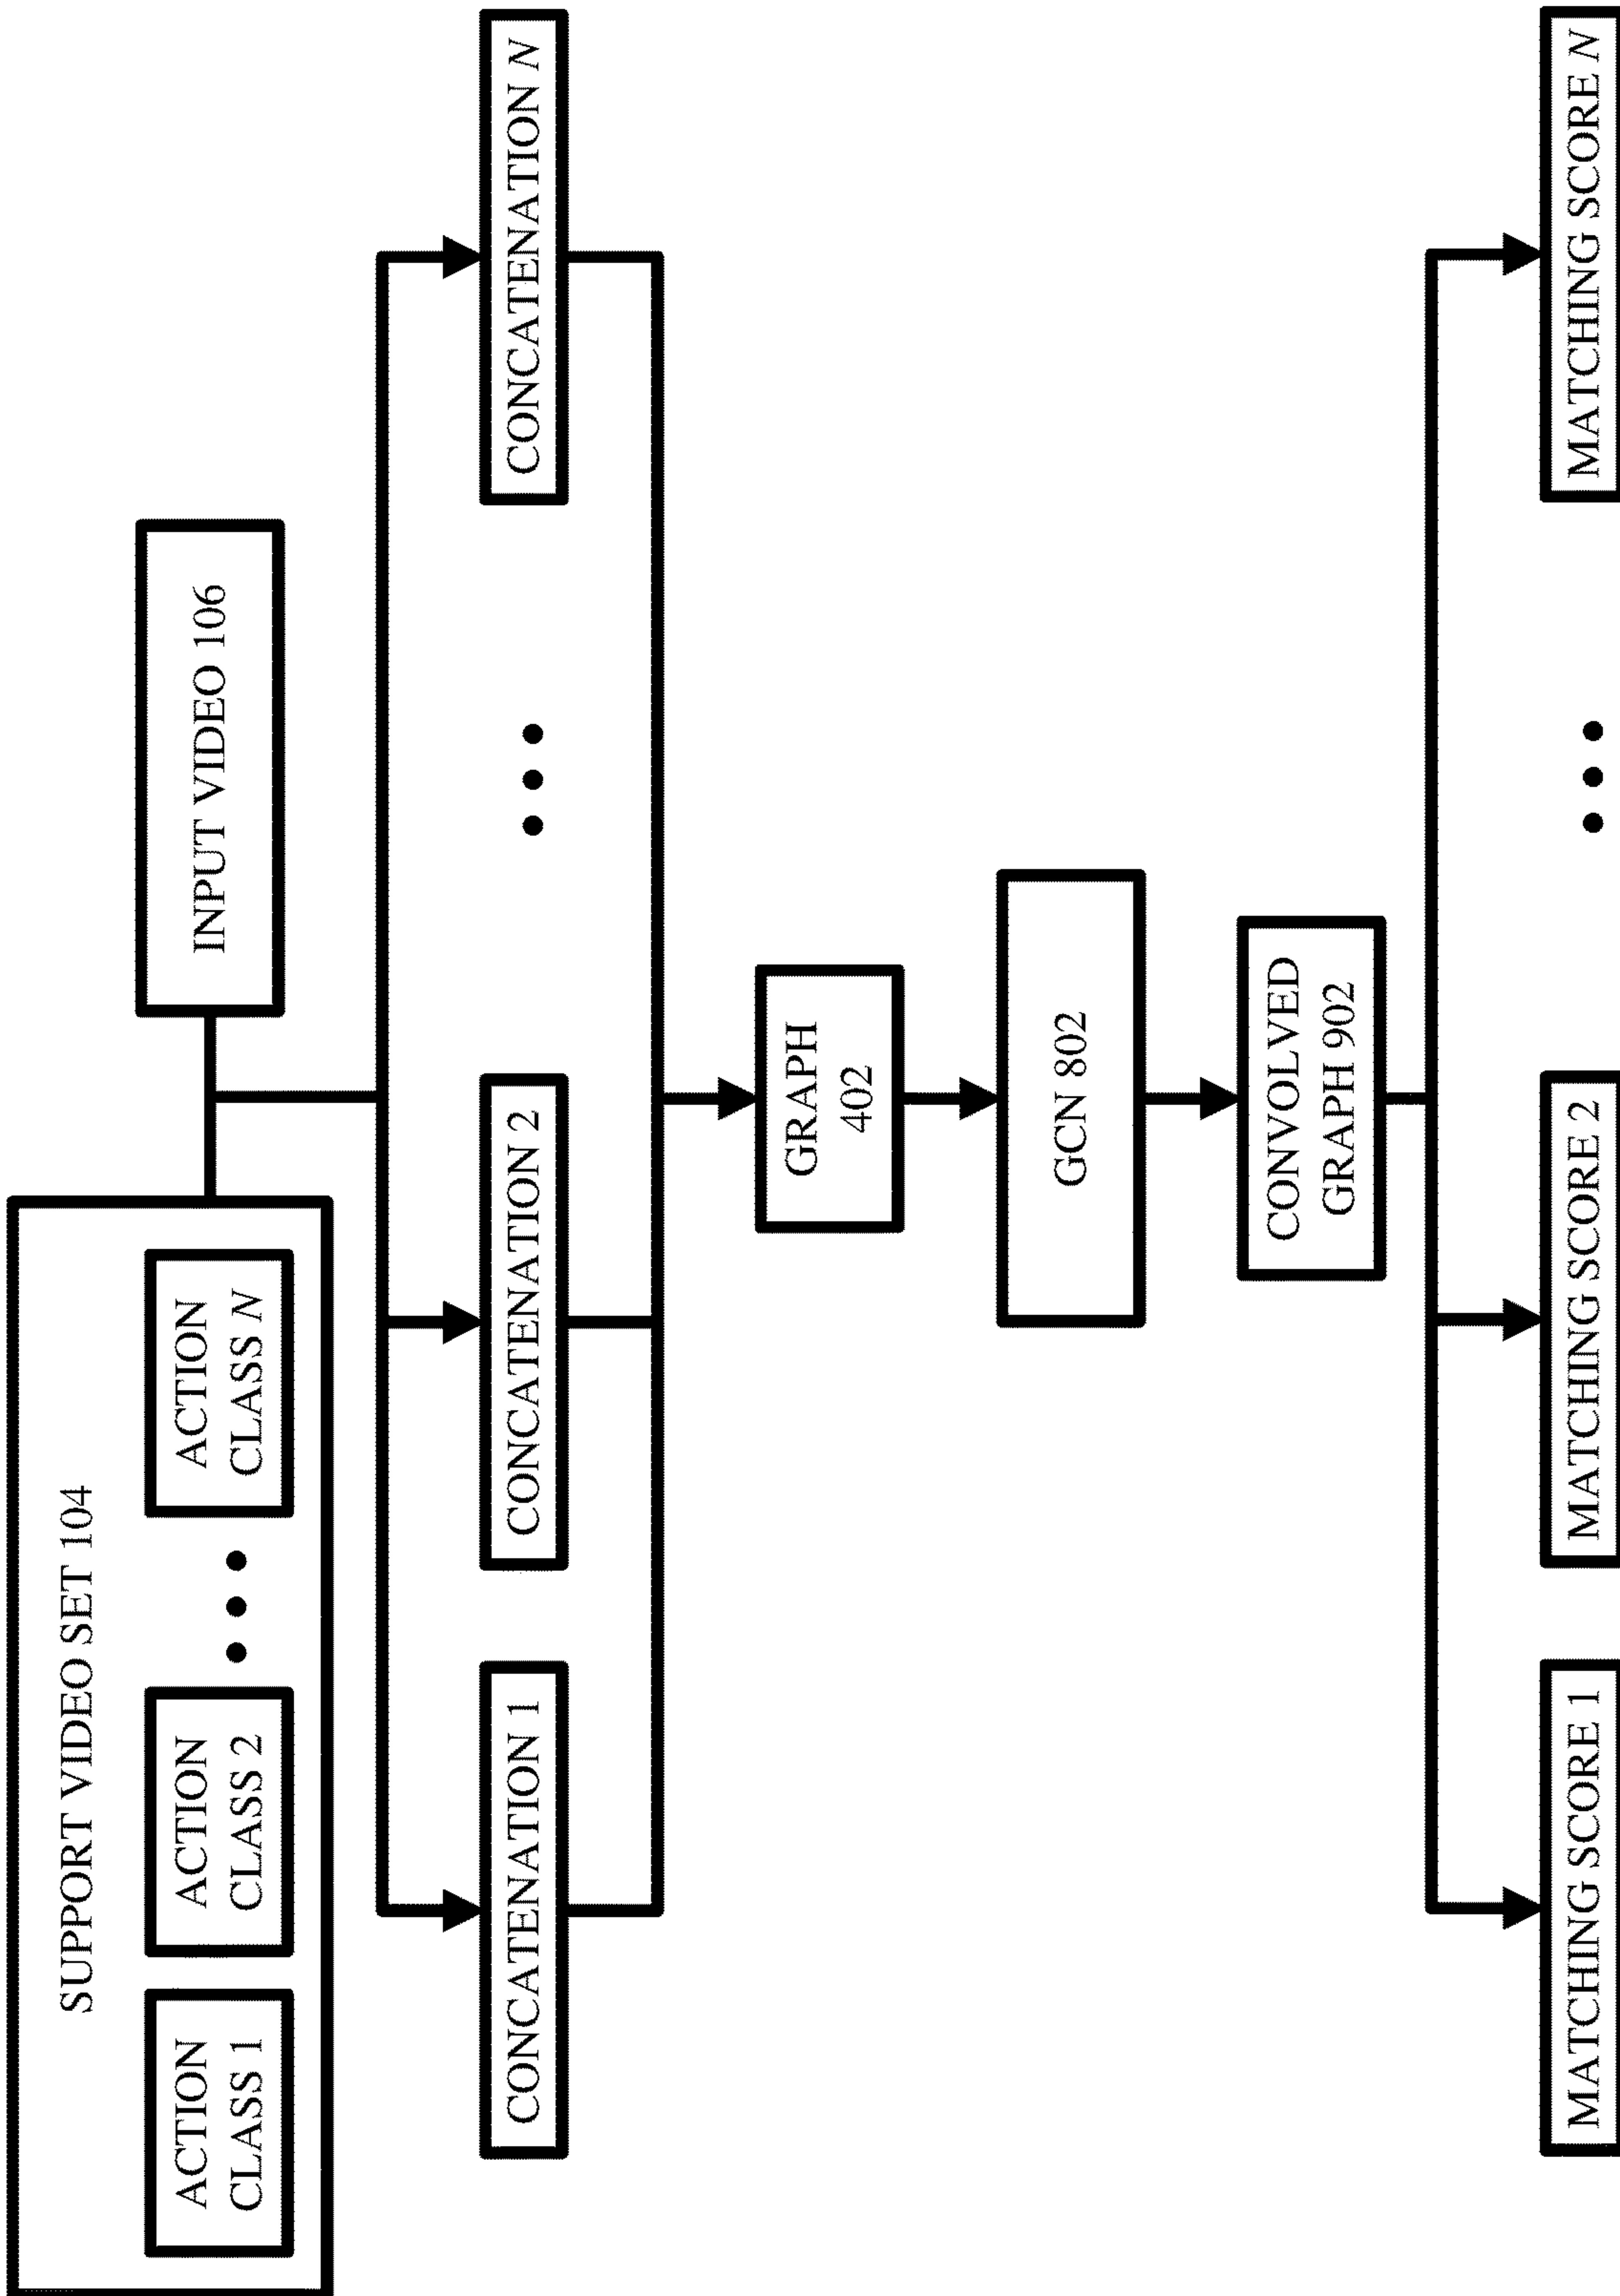 SUPPORT VIDEO SET 104
ACTION
CLASS 1
ACTION
CLASS 2
ACTION
CLASS N
INPUT VIDEO 106
CONCATENATION 1
CONCATENATION 2
CONCATENATION N
GRAPH
402
GCN 802
CONVOLVED
GRAPH 902
MATCHING SCORE 1
MATCHING SCORE 2
MATCHING SCORE N